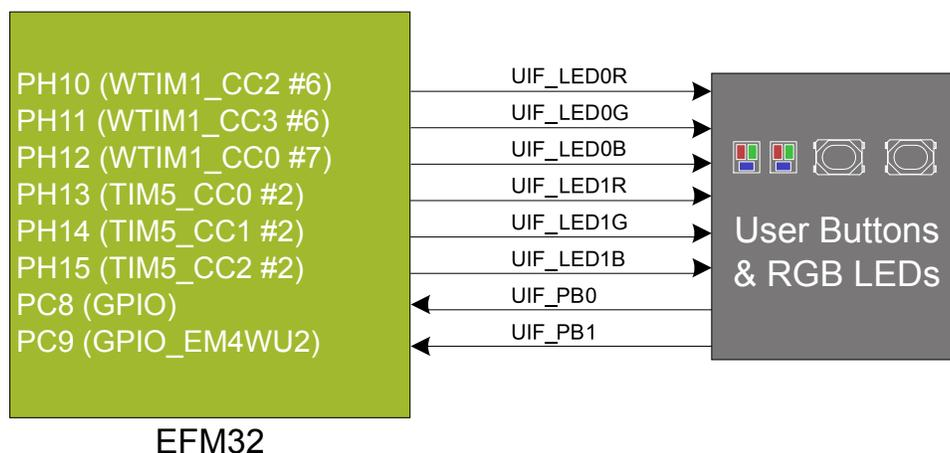 PH10 (WTIM1_CC2 #6)
PH11 (WTIM1_CC3 #6)
PH12 (WTIM1_CC0 #7)
PH13 (TIM5_CC0 #2)
PH14 (TIM5_CC1 #2)
PH15 (TIM5_CC2 #2)
PC8 (GPIO)
PC9 (GPIO_EM4WU2)
EFM32
UIF_LED0R
UIF_LED0G
UIF_LED0B
UIF_LED1R
UIF_LED1G
UIF_LED1B
UIF_PB0
UIF_PB1
User Buttons
& RGB LEDs